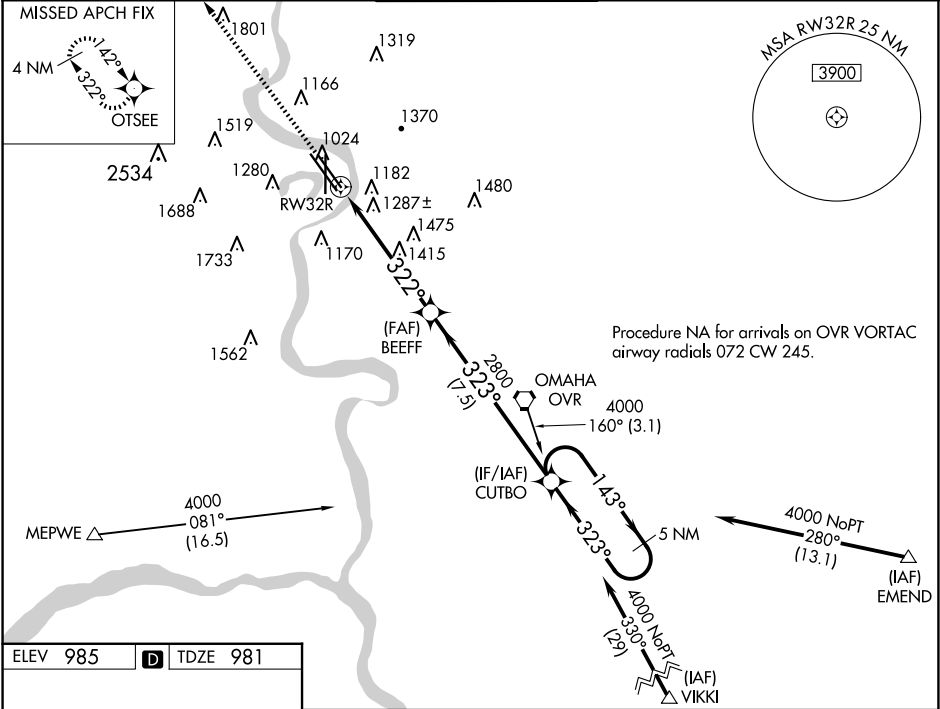 MISSED APCH FIX
4 NM
142°
322°
OTSEE
1801
1319
1166
1370
1519
1024
2534
1280
1182
1688
RW32R
1287±
1480
1475
1733
1170
1415
322°
MSA RW32R 25 NM
3900
(FAF)
BEEFF
1562
Procedure NA for arrivals on OVR VORTAC
airway radials 072 CW 245.
2800
323°
(7.5)
OMAHA
OVR
4000
160° (3.1)
(IF/IAF)
CUTBO
143°
5 NM
323°
MEPWE
4000
081°
(16.5)
4000 NoPT
280°
(13.1)
(IAF)
EMEND
4000 NoPT
330°
(29)
(IAF)
VIKKI
ELEV 985 D TDZE 981